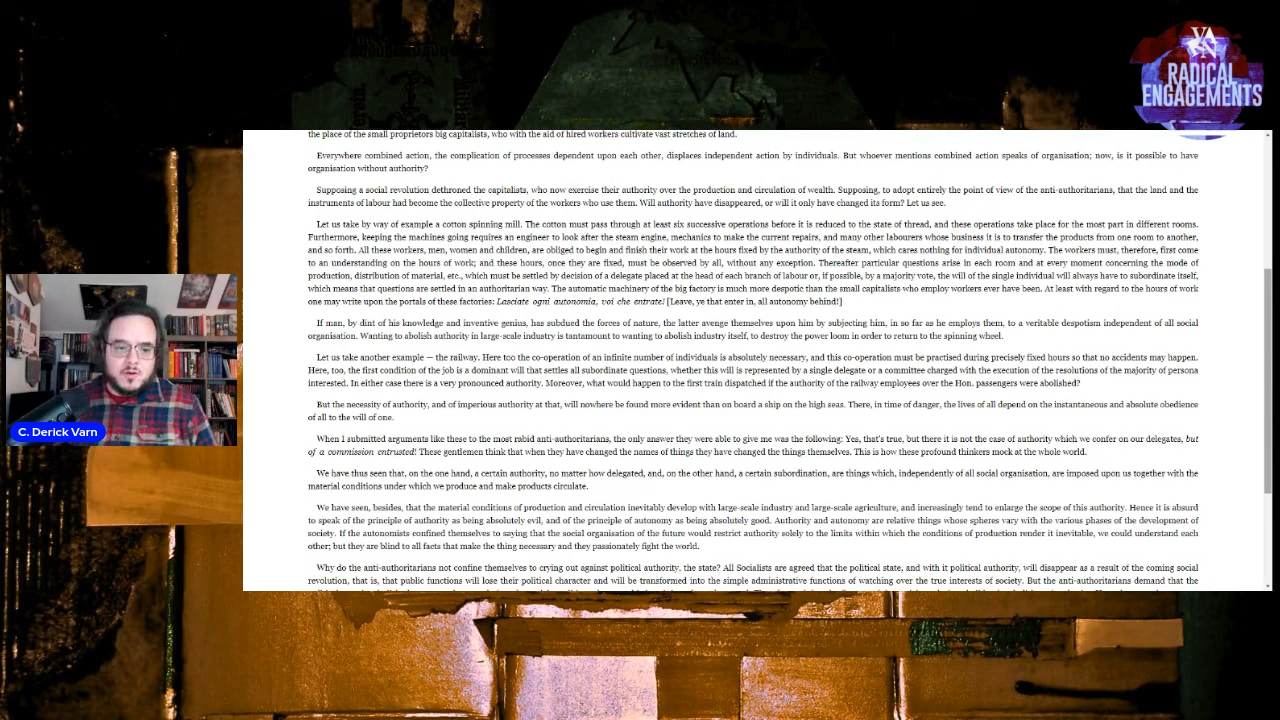 VARN
RADICAL
ENGAGEMENTS
the place of the small proprietors big capitalists, who with the aid of hired workers cultivate vast stretches of land.
Everywhere combined action, the complication of processes dependent upon each other, displaces independent action by individuals. But whoever mentions combined action speaks of organisation; now, is it possible to have
organisation without authority?
Supposing a social revolution dethroned the capitalists, who now exercise their authority over the production and circulation of wealth. Supposing, to adopt entirely the point of view of the anti-authoritarians, that the land and the
instruments of labour had become the collective property of the workers who use them. Will authority have disappeared, or will it only have changed its form? Let us see.
Let us take by way of example a cotton spinning mill. The cotton must pass through at least six successive operations before it is reduced to the state of thread, and these operations take place for the most part in different rooms.
Furthermore, keeping the machines going requires an engineer to look after the steam engine, mechanics to make the current repairs, and many other labourers whose business it is to transfer the products from one room to another,
and so forth. All these workers, men, women and children, are obliged to begin and finish their work at the hours fixed by the authority of the steam, which cares nothing for individual autonomy. The workers must, therefore, first come
to an understanding on the hours of work; and these hours, once they are fixed, must be observed by all, without any exception. Thereafter particular questions arise in each room and at every moment concerning the mode of
production, distribution of material, etc., which must be settled by decision of a delegate placed at the head of each branch of labour or, if possible, by a majority vote, the will of the single individual will always have to subordinate itself,
which means that questions are settled in an authoritarian way. The automatic machinery of the big factory is much more despotic than the small capitalists who employ workers ever have been. At least with regard to the hours of work
one may write upon the portals of these factories: Lasciate ogni autonomia, voi che entrate! [Leave, ye that enter in, all autonomy behind!]
If man, by dint of his knowledge and inventive genius, has subdued the forces of nature, the latter avenge themselves upon him by subjecting him, in so far as he employs them, to a veritable despotism independent of all social
organisation. Wanting to abolish authority in large-scale industry is tantamount to wanting to abolish industry itself, to destroy the power loom in order to return to the spinning wheel.
Let us take another example — the railway. Here too the co-operation of an infinite number of individuals is absolutely necessary, and this co-operation must be practised during precisely fixed hours so that no accidents may happen.
Here, too, the first condition of the job is a dominant will that settles all subordinate questions, whether this will is represented by a single delegate or a committee charged with the execution of the resolutions of the majority of persona
interested. In either case there is a very pronounced authority. Moreover, what would happen to the first train dispatched if the authority of the railway employees over the Hon. passengers were abolished?
But the necessity of authority, and of imperious authority at that, will nowhere be found more evident than on board a ship on the high seas. There, in time of danger, the lives of all depend on the instantaneous and absolute obedience
of all to the will of one.
When I submitted arguments like these to the most rabid anti-authoritarians, the only answer they were able to give me was the following: Yes, that's true, but there it is not the case of authority which we confer on our delegates, but
of a commission entrusted! These gentlemen think that when they have changed the names of things they have changed the things themselves. This is how these profound thinkers mock at the whole world.
We have thus seen that, on the one hand, a certain authority, no matter how delegated, and, on the other hand, a certain subordination, are things which, independently of all social organisation, are imposed upon us together with the
material conditions under which we produce and make products circulate.
We have seen, besides, that the material conditions of production and circulation inevitably develop with large-scale industry and large-scale agriculture, and increasingly tend to enlarge the scope of this authority. Hence it is absurd
to speak of the principle of authority as being absolutely evil, and of the principle of autonomy as being absolutely good. Authority and autonomy are relative things whose spheres vary with the various phases of the development of
society. If the autonomists confined themselves to saying that the social organisation of the future would restrict authority solely to the limits within which the conditions of production render it inevitable, we could understand each
other; but they are blind to all facts that make the thing necessary and they passionately fight the world.
Why do the anti-authoritarians not confine themselves to crying out against political authority, the state? All Socialists are agreed that the political state, and with it political authority, will disappear as a result of the coming social
revolution, that is, that public functions will lose their political character and will be transformed into the simple administrative functions of watching over the true interests of society. But the anti-authoritarians demand that the
C. Derick Varn